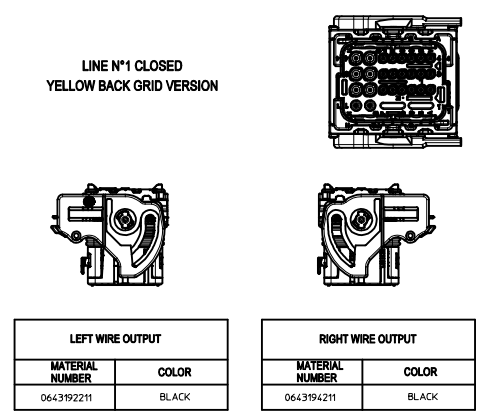 LINE N°1 CLOSED
YELLOW BACK GRID VERSION
LEFT WIRE OUTPUT
MATERIAL NUMBER COLOR
0643192211 BLACK
RIGHT WIRE OUTPUT
MATERIAL NUMBER COLOR
0643194211 BLACK